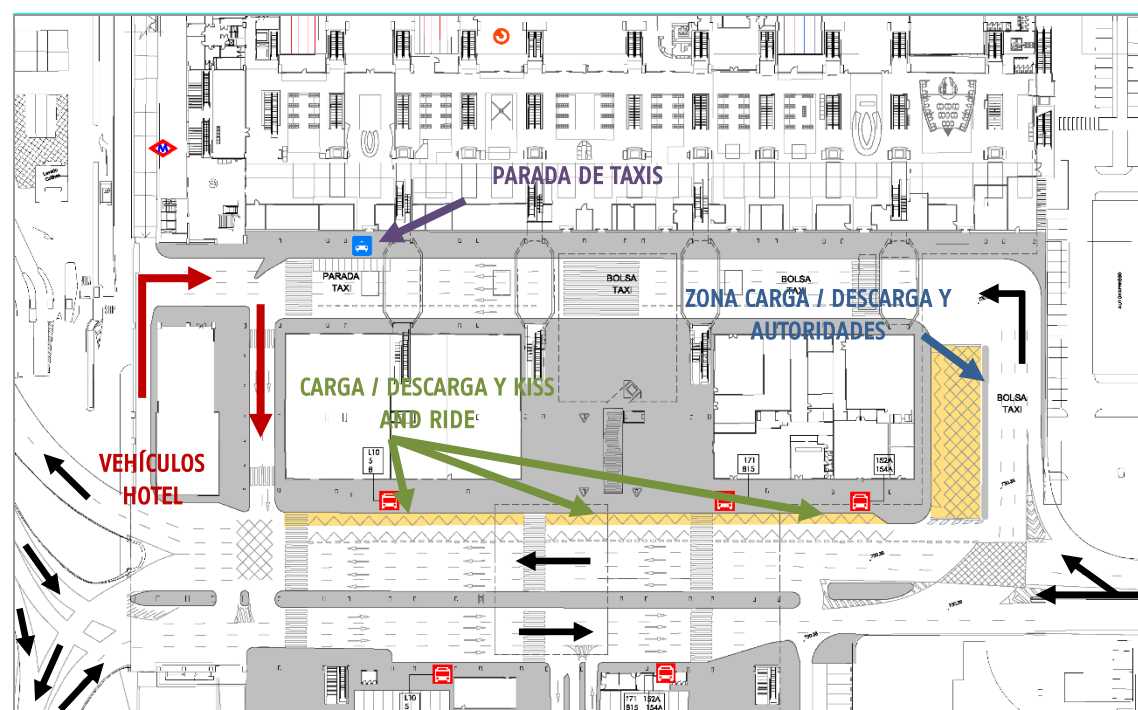 M
PARADA DE TAXIS
PARADA
TAXI
BOLSA
TAXI
BOLSA
TAXI
ZONA CARGA / DESCARGA Y
AUTORIDADES
CARGA / DESCARGA Y KISS
AND RIDE
BOLSA
TAXI
VEHÍCULOS
HOTEL
L10
5
B
171
B15
152A
154A
L10
5
171 152A
B15 154A